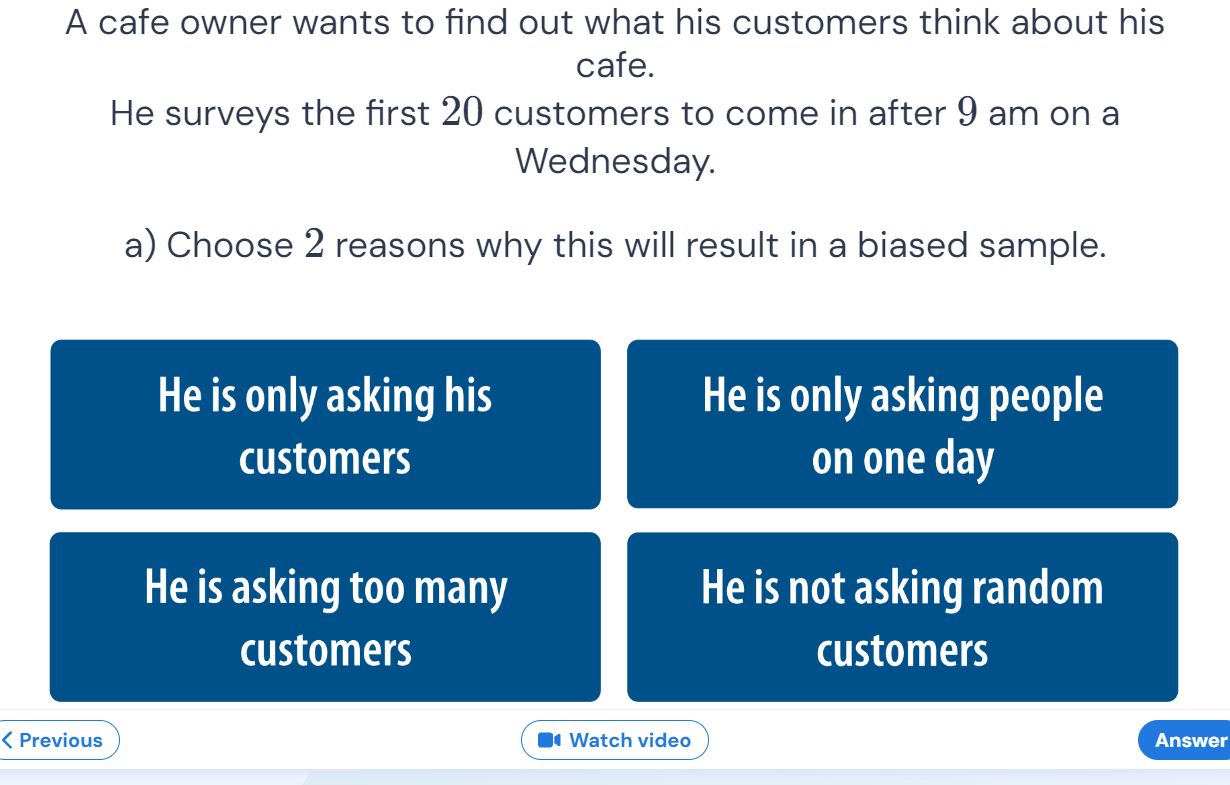 A cafe owner wants to find out what his customers think about his
cafe.
He surveys the first 20 customers to come in after 9 am on a
Wednesday.
a) Choose 2 reasons why this will result in a biased sample.
He is only asking his
customers
He is only asking people
on one day
He is asking too many
customers
He is not asking random
customers
Previous
Watch video
Answer